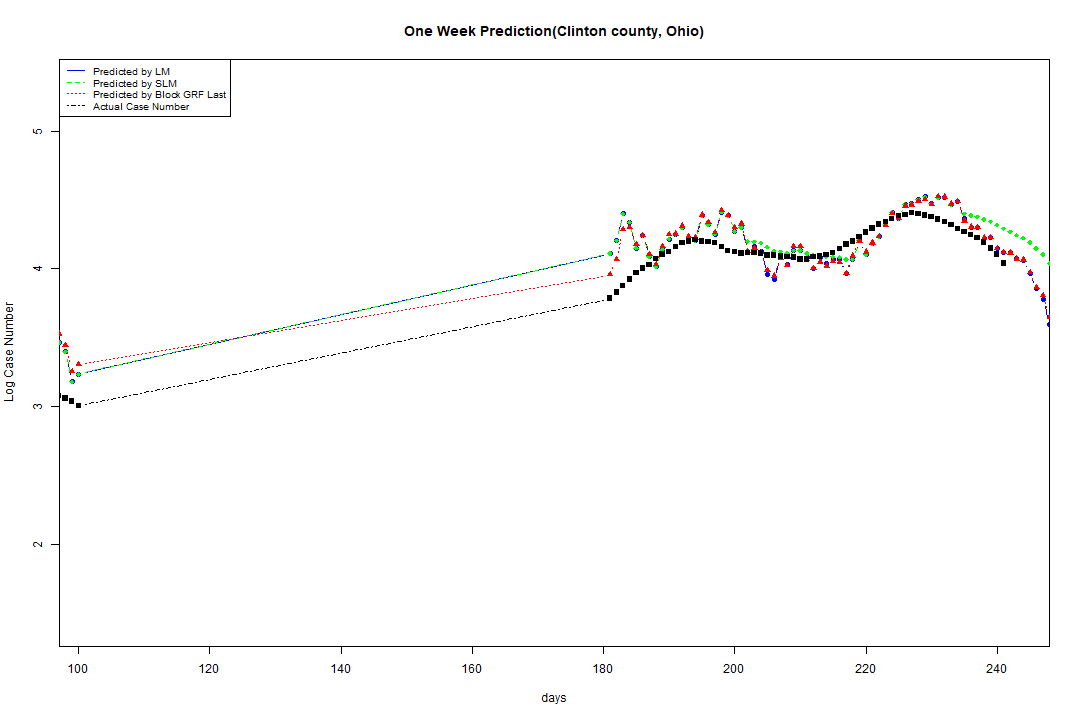 One Week Prediction(Clinton county, Ohio)
Predicted by LM
Predicted by SLM
Predicted by Block GRF Last
Actual Case Number
5
4
3
2
Log Case Number
100 120 140 160 180 200 220 240
days